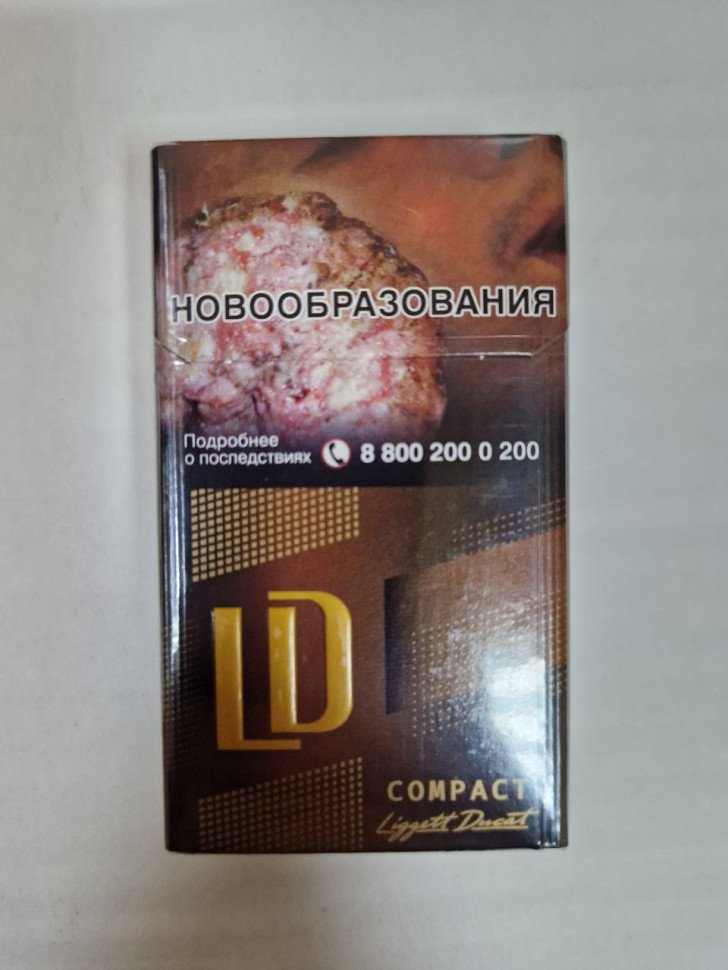 НОВООБРАЗОВАНИЯ
Подробнее
о последствиях 8 800 200 0 200
LD
COMPACT
Liggett Ducat